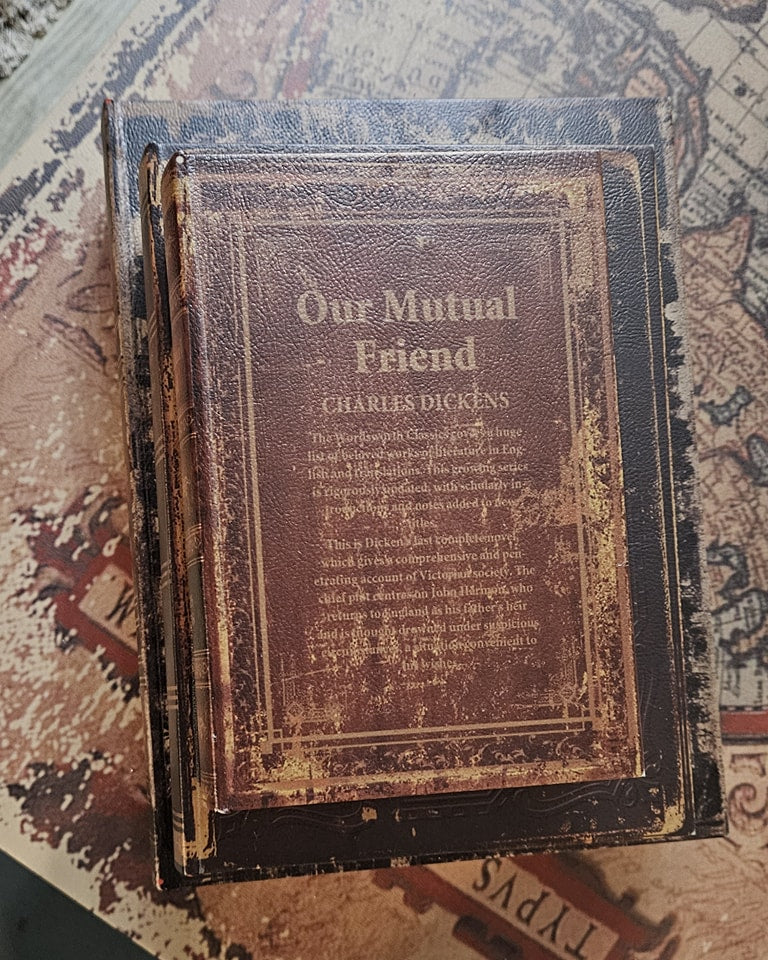 Our Mutual
Friend
CHARLES DICKENS
The Wordsworth Classics cover a huge
list of beloved works of literature in Eng-
lish and translations. This growing series
is rigorously updated, with scholarly in-
troductions and notes added to new
titles.
This is Dickens's last complete novel,
which gives a comprehensive and pen-
etrating account of Victorian society. The
chief plot centres on John Harmon, who
returns to England as his father's heir
and is thought drowned under suspicious
circumstances - a situation convenient to
his wishes
TYPVS